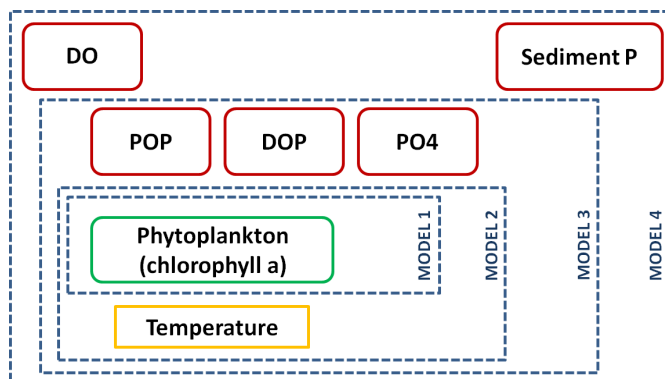 DO
Sediment P
POP
DOP
PO4
Phytoplankton
(chlorophyll a)
Temperature
MODEL 1
MODEL 2
MODEL 3
MODEL 4